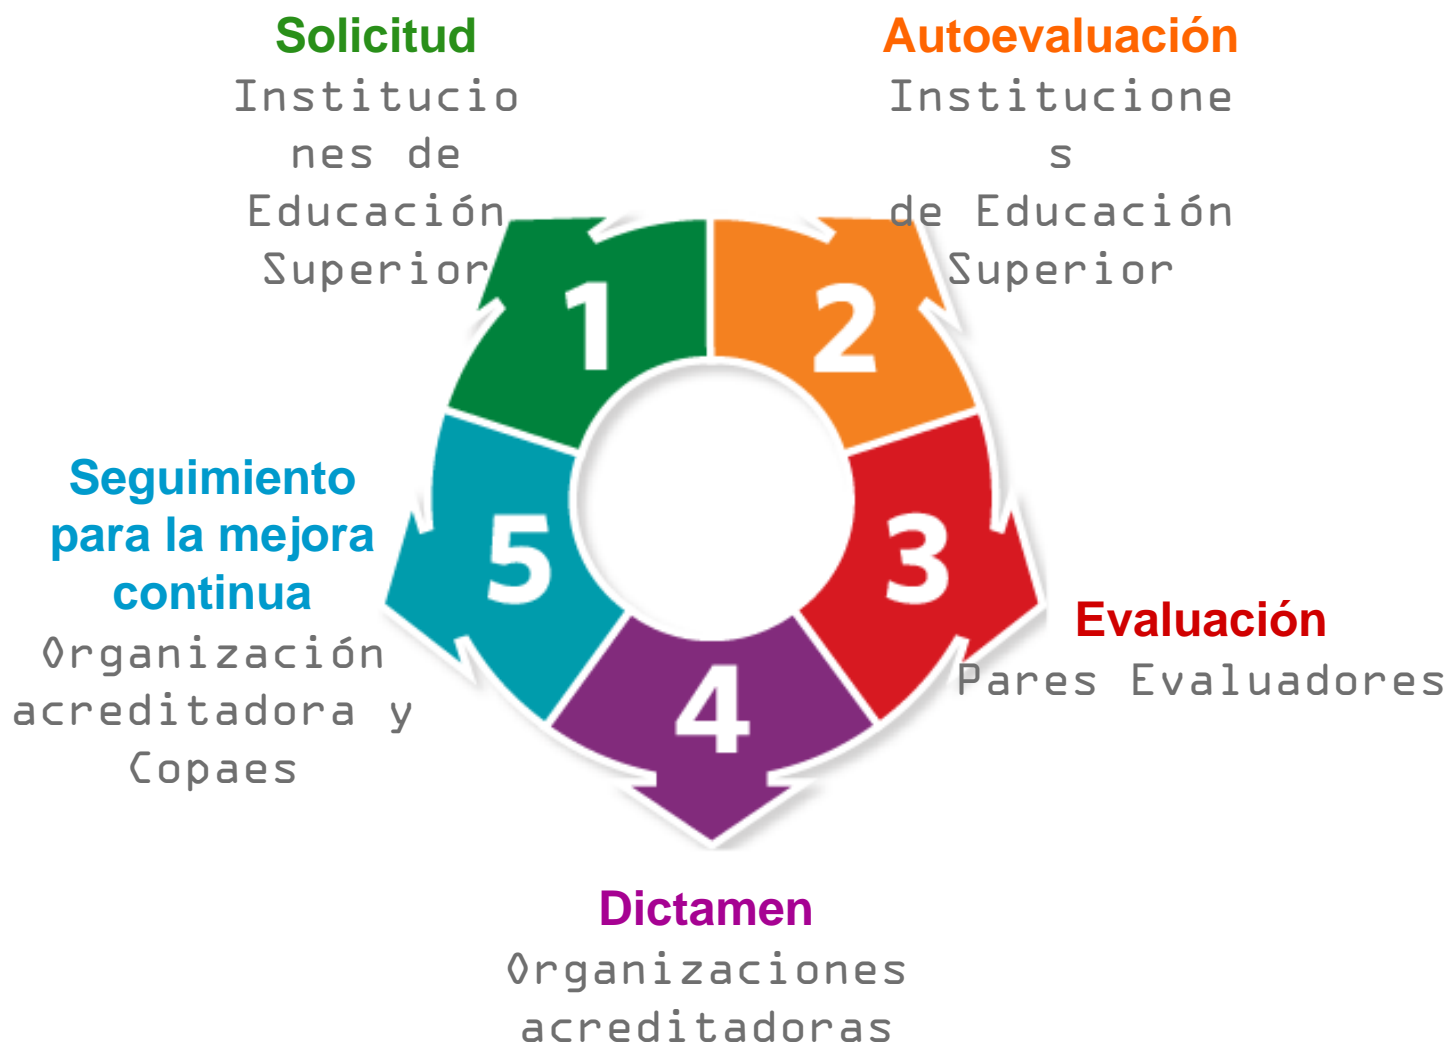 Solicitud
Institucio
nes de
Educación
Superior
1
Autoevaluación
Institucione
s
de Educación
Superior
2
3
Evaluación
Pares Evaluadores
4
Dictamen
Organizaciones
acreditadoras
5
Seguimiento
para la mejora
continua
Organización
acreditadora y
Copaes